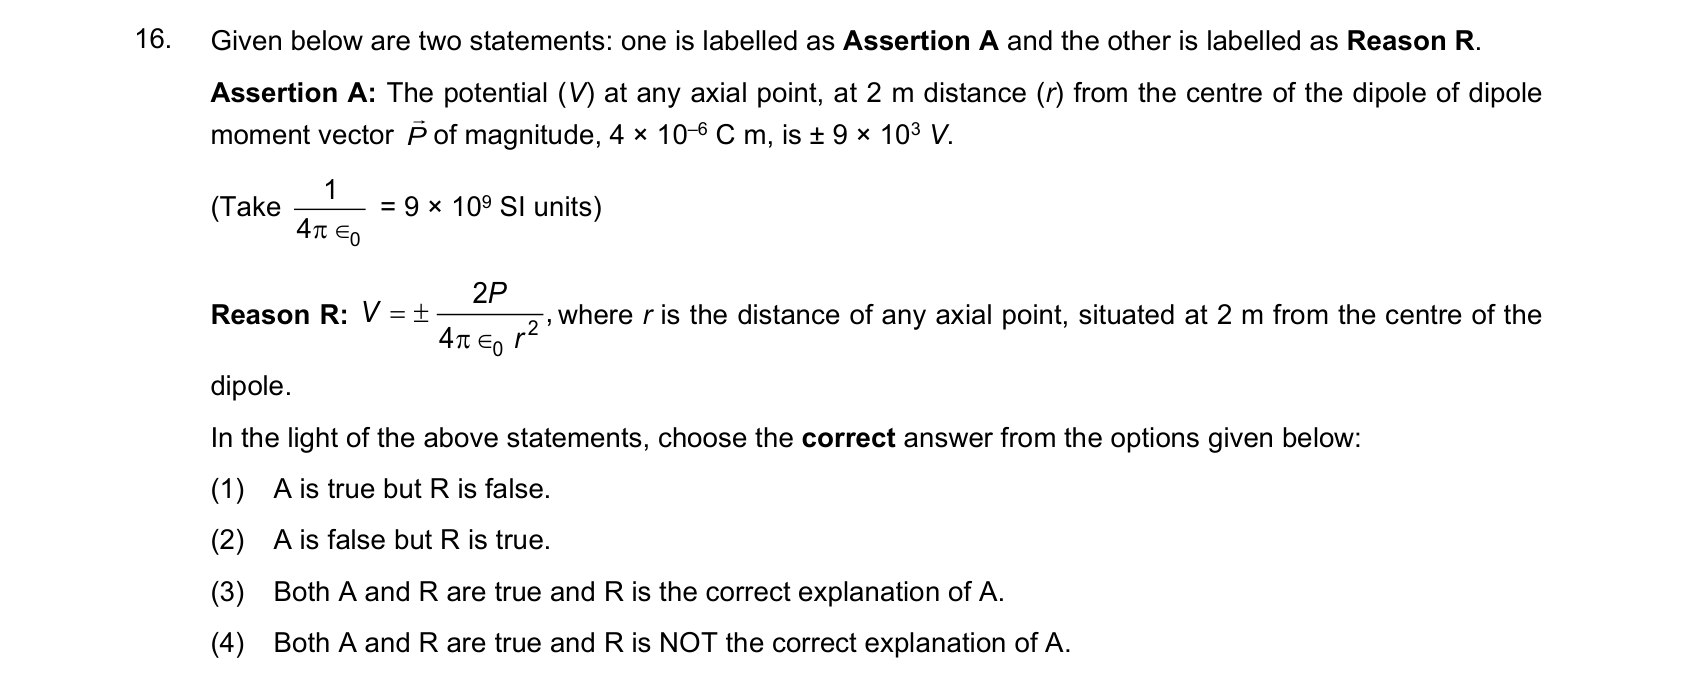 16. Given below are two statements: one is labelled as Assertion A and the other is labelled as Reason R.
Assertion A: The potential (V) at any axial point, at 2 m distance (r) from the centre of the dipole of dipole
moment vector P⃗ of magnitude, 4 × 10⁻⁶ C m, is ± 9 × 10³ V.
(Take 1/(4π ∈₀) = 9 × 10⁹ SI units)
Reason R: V = ± 2P/(4π ∈₀ r²), where r is the distance of any axial point, situated at 2 m from the centre of the
dipole.
In the light of the above statements, choose the correct answer from the options given below:
(1) A is true but R is false.
(2) A is false but R is true.
(3) Both A and R are true and R is the correct explanation of A.
(4) Both A and R are true and R is NOT the correct explanation of A.